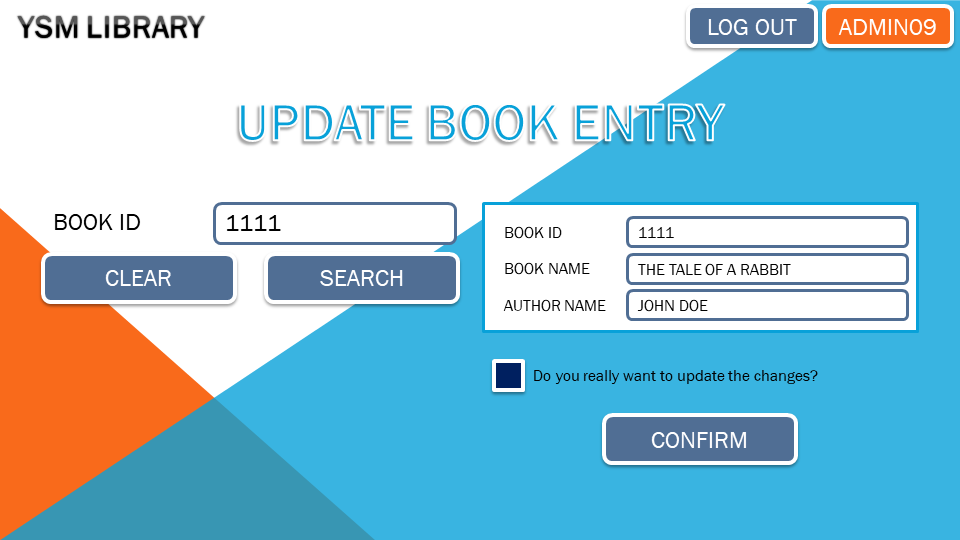 YSM LIBRARY
LOG OUT
ADMIN09
UPDATE BOOK ENTRY
BOOK ID
1111
CLEAR
SEARCH
BOOK ID
1111
BOOK NAME
THE TALE OF A RABBIT
AUTHOR NAME
JOHN DOE
Do you really want to update the changes?
CONFIRM